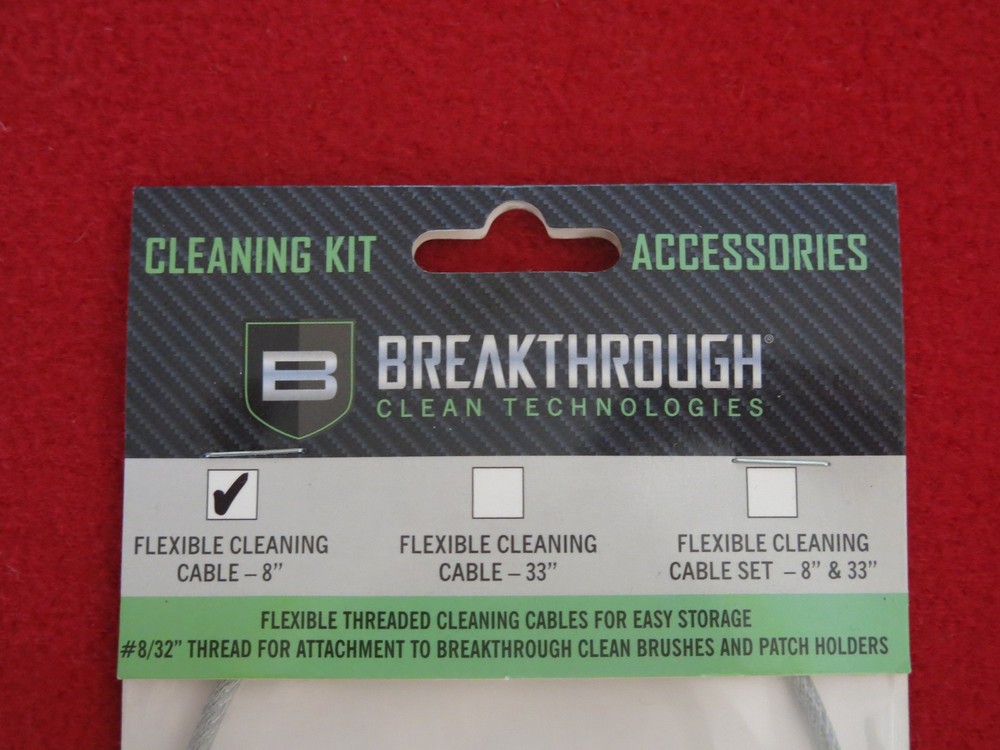 CLEANING KIT ACCESSORIES
B BREAKTHROUGH®
CLEAN TECHNOLOGIES
FLEXIBLE CLEANING
CABLE – 8”
FLEXIBLE CLEANING
CABLE – 33”
FLEXIBLE CLEANING
CABLE SET – 8” & 33”
FLEXIBLE THREADED CLEANING CABLES FOR EASY STORAGE
#8/32” THREAD FOR ATTACHMENT TO BREAKTHROUGH CLEAN BRUSHES AND PATCH HOLDERS